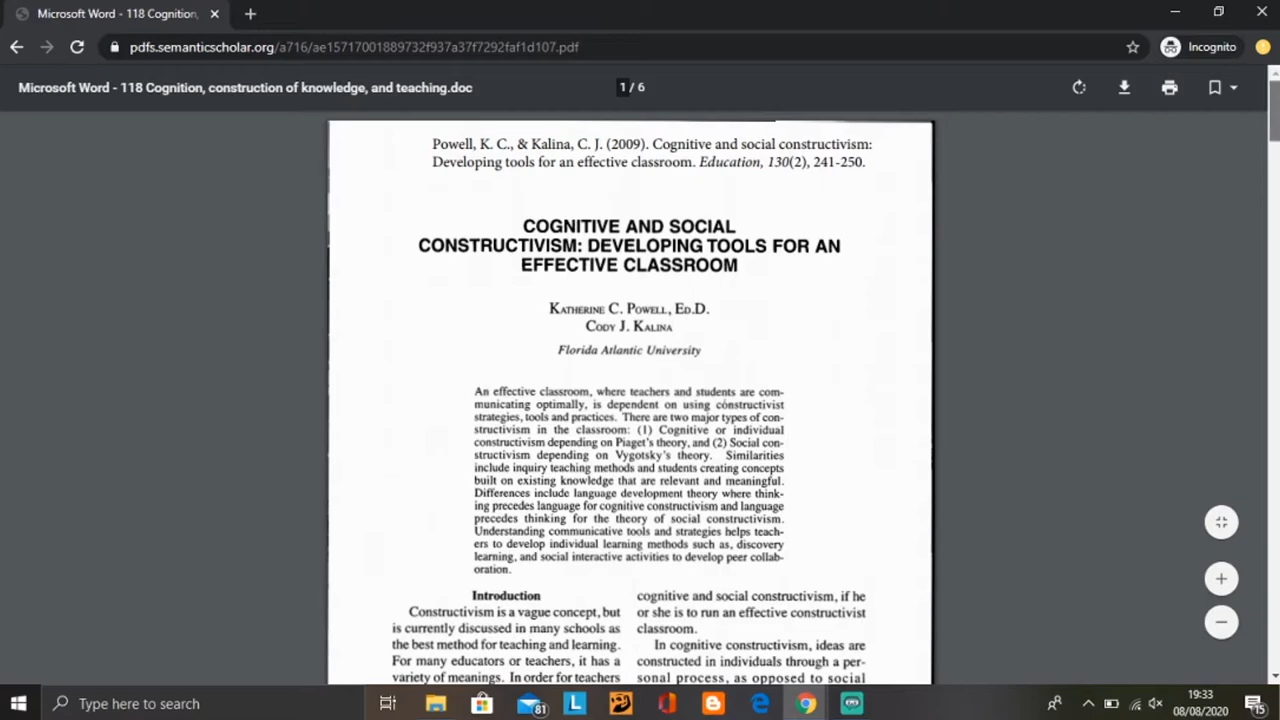 Microsoft Word - 118 Cognition,
pdfs.semanticscholar.org/a716/ae15717001889732f937a37f7292faf1d107.pdf
Incognito
Microsoft Word - 118 Cognition, construction of knowledge, and teaching.doc
1 / 6
Powell, K. C., & Kalina, C. J. (2009). Cognitive and social constructivism:
Developing tools for an effective classroom. Education, 130(2), 241-250.
COGNITIVE AND SOCIAL
CONSTRUCTIVISM: DEVELOPING TOOLS FOR AN
EFFECTIVE CLASSROOM
KATHERINE C. POWELL, ED.D.
CODY J. KALINA
Florida Atlantic University
An effective classroom, where teachers and students are com-
municating optimally, is dependent on using constructivist
strategies, tools and practices. There are two major types of con-
structivism in the classroom: (1) Cognitive or individual
constructivism depending on Piaget's theory, and (2) Social con-
structivism depending on Vygotsky's theory. Similarities
include inquiry teaching methods and students creating concepts
built on existing knowledge that are relevant and meaningful.
Differences include language development theory where think-
ing precedes language for cognitive constructivism and language
precedes thinking for the theory of social constructivism.
Understanding communicative tools and strategies helps teach-
ers to develop individual learning methods such as, discovery
learning, and social interactive activities to develop peer collab-
oration.
Introduction
Constructivism is a vague concept, but
is currently discussed in many schools as
the best method for teaching and learning.
For many educators or teachers, it has a
variety of meanings. In order for teachers
cognitive and social constructivism, if he
or she is to run an effective constructivist
classroom.
In cognitive constructivism, ideas are
constructed in individuals through a per-
sonal process, as opposed to social
Type here to search
81
L
19:33
08/08/2020
15